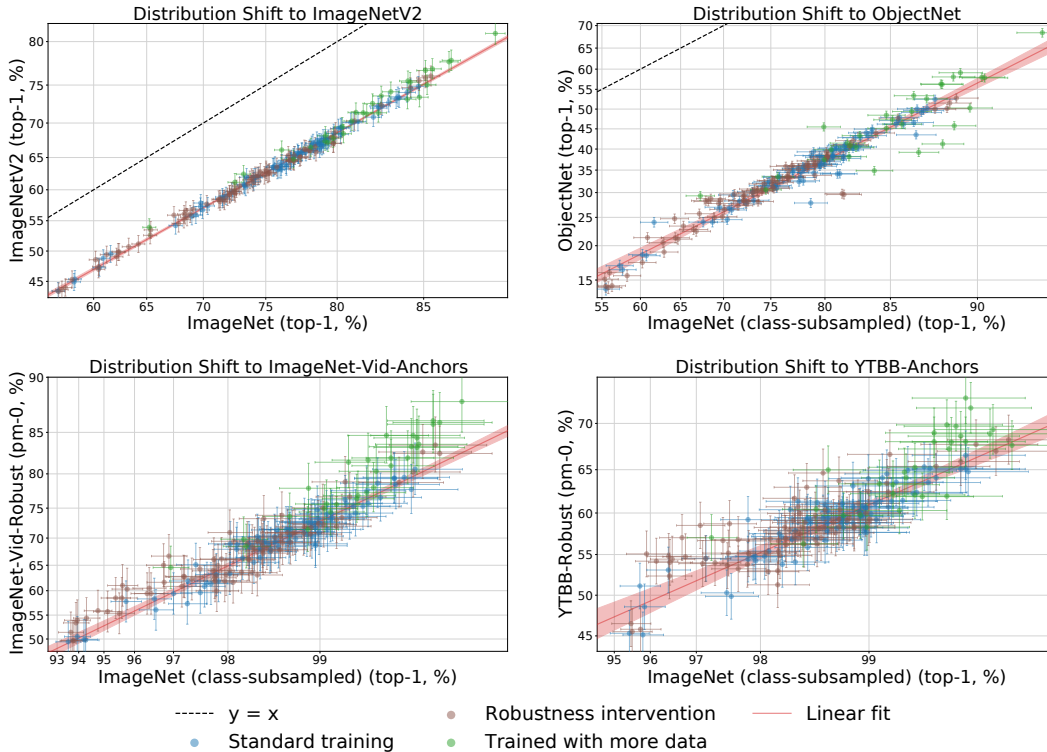 Distribution Shift to ImageNetV2
ImageNetV2 (top-1, %)
80
75
70
65
60
55
50
45
60 65 70 75 80 85
ImageNet (top-1, %)
Distribution Shift to ObjectNet
ObjectNet (top-1, %)
70
65
60
55
50
45
40
35
30
25
20
15
55 60 65 70 75 80 85 90
ImageNet (class-subsampled) (top-1, %)
Distribution Shift to ImageNet-Vid-Anchors
ImageNet-Vid-Robust (pm-0, %)
90
85
80
75
70
65
60
55
50
93 94 95 96 97 98 99
ImageNet (class-subsampled) (top-1, %)
Distribution Shift to YTBB-Anchors
YTBB-Robust (pm-0, %)
70
65
60
55
50
45
95 96 97 98 99
ImageNet (class-subsampled) (top-1, %)
y = x
Robustness intervention
Linear fit
Standard training
Trained with more data